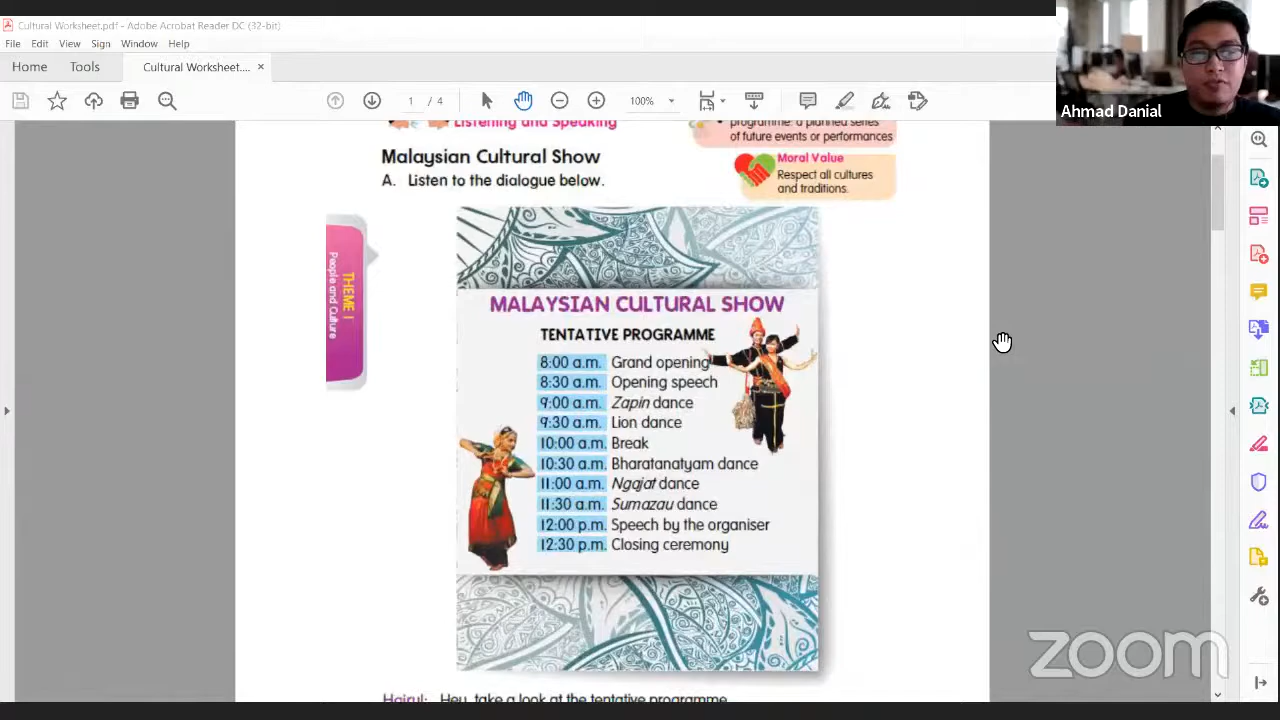 Cultural Worksheet.pdf - Adobe Acrobat Reader DC (32-bit)
File Edit View Sign Window Help
Home Tools Cultural Worksheet.... ×
1 / 4 100%
Ahmad Danial
Listening and Speaking
programme: a planned series
of future events or performances
Malaysian Cultural Show
A. Listen to the dialogue below.
Moral Value
Respect all cultures
and traditions.
THEME 1
People and Culture
MALAYSIAN CULTURAL SHOW
TENTATIVE PROGRAMME
8:00 a.m. Grand opening
8:30 a.m. Opening speech
9:00 a.m. Zapin dance
9:30 a.m. Lion dance
10:00 a.m. Break
10:30 a.m. Bharatanatyam dance
11:00 a.m. Ngajat dance
11:30 a.m. Sumazau dance
12:00 p.m. Speech by the organiser
12:30 p.m. Closing ceremony
Hairul: Hey, take a look at the tentative programme
zoom